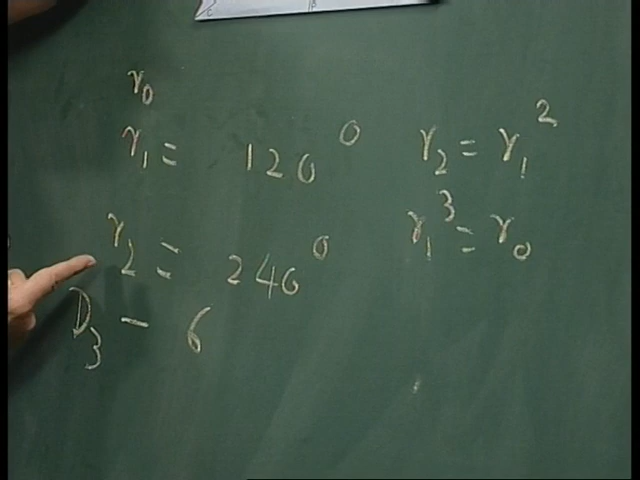 r₀
r₁ = 120° r₂ = r₁²
r₂ = 240° r₁³ = r₀
D₃ – 6